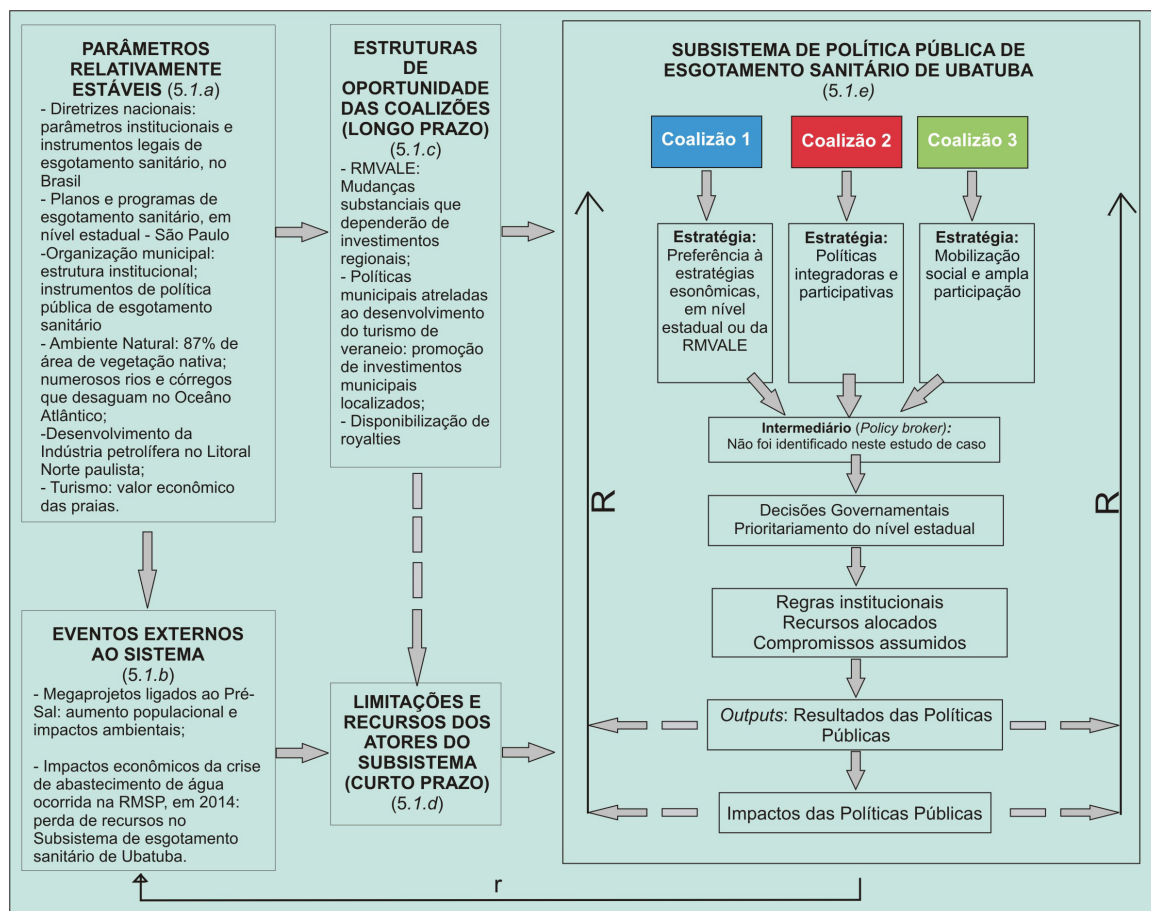 PARÂMETROS
RELATIVAMENTE
ESTÁVEIS (5.1.a)
- Diretrizes nacionais:
parâmetros institucionais e
instrumentos legais de
esgotamento sanitário, no
Brasil
- Planos e programas de
esgotamento sanitário, em
nível estadual - São Paulo
-Organização municipal:
estrutura institucional;
instrumentos de política
pública de esgotamento
sanitário
- Ambiente Natural: 87% de
área de vegetação nativa;
numerosos rios e córregos
que desaguam no Oceâno
Atlântico;
-Desenvolvimento da
Indústria petrolífera no Litoral
Norte paulista;
- Turismo: valor econômico
das praias.
EVENTOS EXTERNOS
AO SISTEMA
(5.1.b)
- Megaprojetos ligados ao Pré-
Sal: aumento populacional e
impactos ambientais;
- Impactos econômicos da crise
de abastecimento de água
ocorrida na RMSP, em 2014:
perda de recursos no
Subsistema de esgotamento
sanitário de Ubatuba.
ESTRUTURAS
DE
OPORTUNIDADE
DAS COALIZÕES
(LONGO PRAZO)
(5.1.c)
- RMVALE:
Mudanças
substanciais que
dependerão de
investimentos
regionais;
- Políticas
municipais atreladas
ao desenvolvimento
do turismo de
veraneio: promoção
de investimentos
municipais
localizados;
- Disponibilização de
royalties
LIMITAÇÕES E
RECURSOS DOS
ATORES DO
SUBSISTEMA
(CURTO PRAZO)
(5.1.d)
SUBSISTEMA DE POLÍTICA PÚBLICA DE
ESGOTAMENTO SANITÁRIO DE UBATUBA
(5.1.e)
Coalizão 1
Coalizão 2
Coalizão 3
Estratégia:
Preferência à
estratégias
esonômicas,
em nível
estadual ou da
RMVALE
Estratégia:
Políticas
integradoras e
participativas
Estratégia:
Mobilização
social e ampla
participação
Intermediário (Policy broker):
Não foi identificado neste estudo de caso
Decisões Governamentais
Prioritariamento do nível estadual
Regras institucionais
Recursos alocados
Compromissos assumidos
Outputs: Resultados das Políticas
Públicas
Impactos das Políticas Públicas
R
R
r